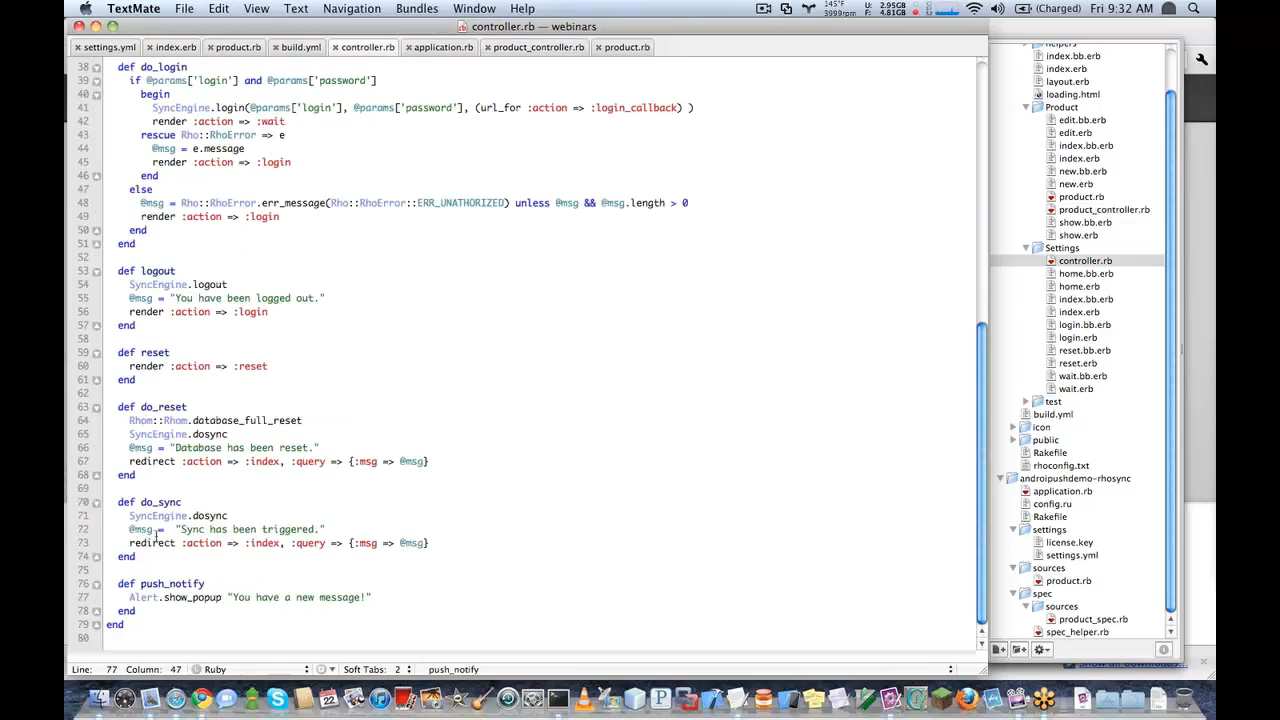 TextMate File Edit View Text Navigation Bundles Window Help
145°F 3999rpm
2.95GB 4.81GB
(Charged) Fri 9:32 AM
controller.rb — webinars
settings.yml index.erb product.rb build.yml controller.rb application.rb product_controller.rb product.rb
38 def do_login
39 if @params['login'] and @params['password']
40 begin
41 SyncEngine.login(@params['login'], @params['password'], (url_for :action => :login_callback) )
42 render :action => :wait
43 rescue Rho::RhoError => e
44 @msg = e.message
45 render :action => :login
46 end
47 else
48 @msg = Rho::RhoError.err_message(Rho::RhoError::ERR_UNATHORIZED) unless @msg && @msg.length > 0
49 render :action => :login
50 end
51 end
52
53 def logout
54 SyncEngine.logout
55 @msg = "You have been logged out."
56 render :action => :login
57 end
58
59 def reset
60 render :action => :reset
61 end
62
63 def do_reset
64 Rhom::Rhom.database_full_reset
65 SyncEngine.dosync
66 @msg = "Database has been reset."
67 redirect :action => :index, :query => {:msg => @msg}
68 end
69
70 def do_sync
71 SyncEngine.dosync
72 @msg = "Sync has been triggered."
73 redirect :action => :index, :query => {:msg => @msg}
74 end
75
76 def push_notify
77 Alert.show_popup "You have a new message!"
78 end
79 end
80
Line: 77 Column: 47 Ruby Soft Tabs: 2 push_notify
helpers
index.bb.erb
index.erb
layout.erb
loading.html
Product
edit.bb.erb
edit.erb
index.bb.erb
index.erb
new.bb.erb
new.erb
product.rb
product_controller.rb
show.bb.erb
show.erb
Settings
controller.rb
home.bb.erb
home.erb
index.bb.erb
index.erb
login.bb.erb
login.erb
reset.bb.erb
reset.erb
wait.bb.erb
wait.erb
test
build.yml
icon
public
Rakefile
rhoconfig.txt
androipushdemo-rhosync
application.rb
config.ru
Rakefile
settings
license.key
settings.yml
sources
product.rb
spec
sources
product_spec.rb
spec_helper.rb